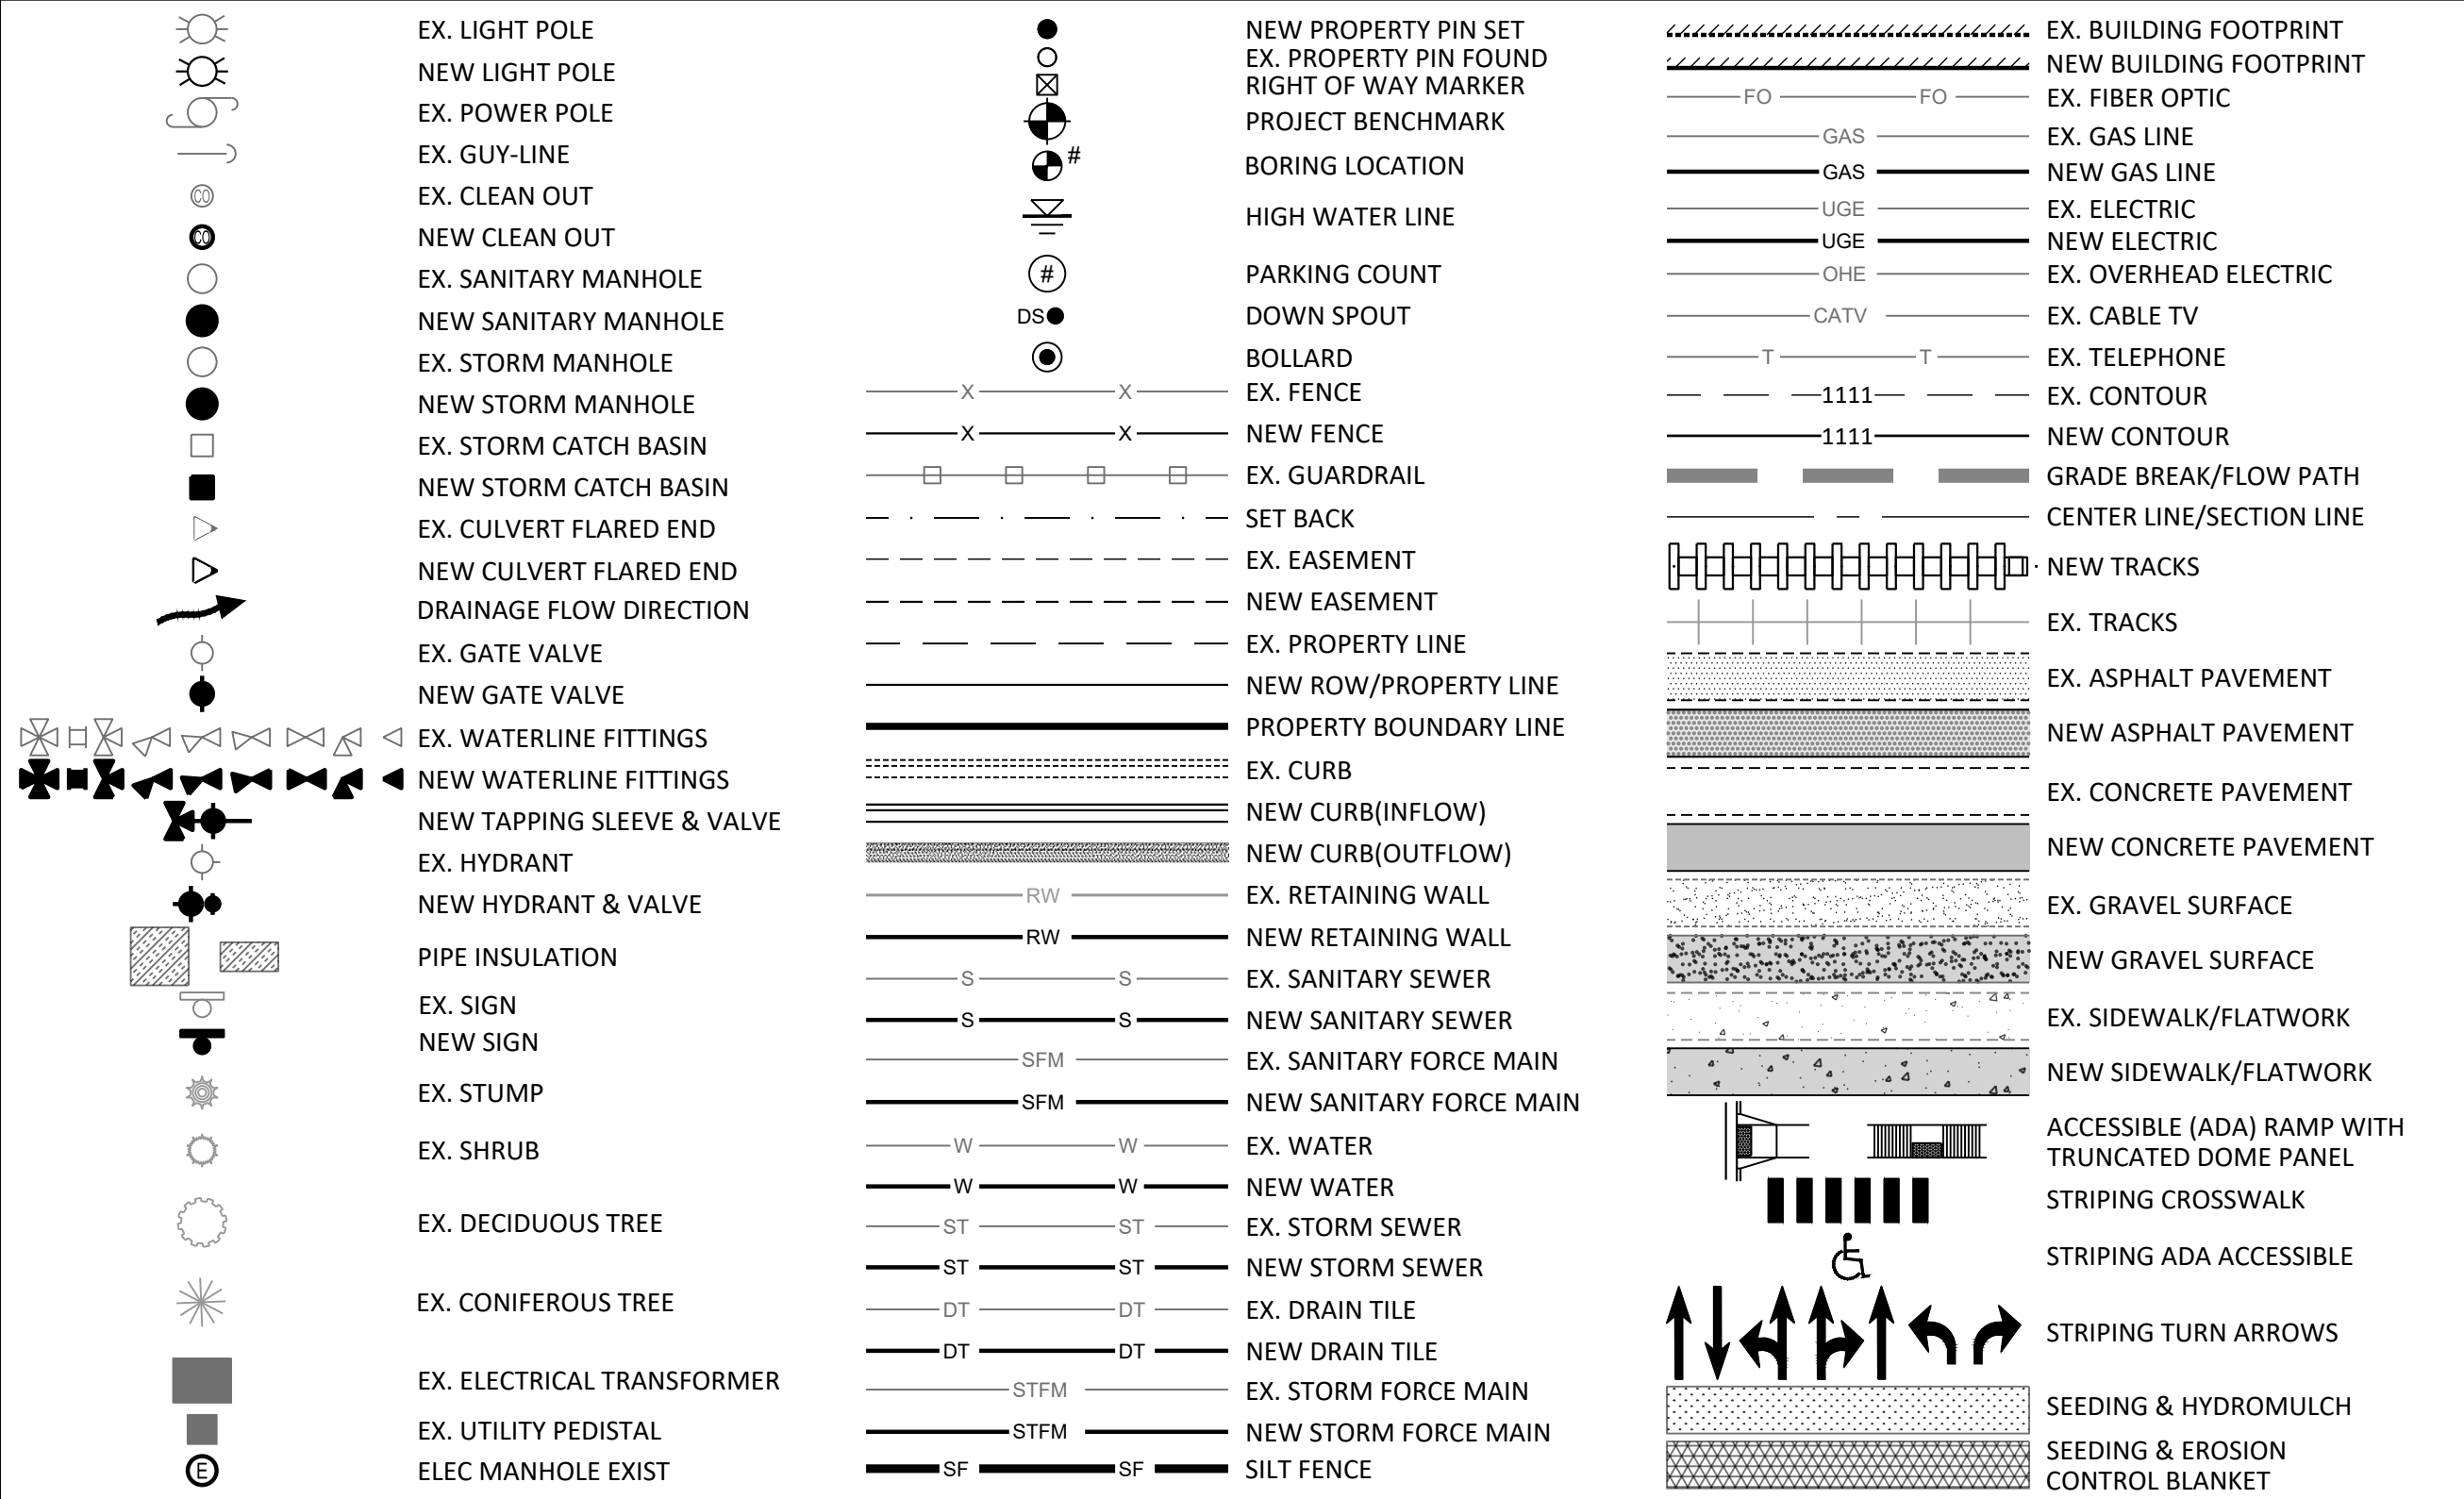 EX. LIGHT POLE
NEW LIGHT POLE
EX. POWER POLE
EX. GUY-LINE
CO EX. CLEAN OUT
CO NEW CLEAN OUT
EX. SANITARY MANHOLE
NEW SANITARY MANHOLE
EX. STORM MANHOLE
NEW STORM MANHOLE
EX. STORM CATCH BASIN
NEW STORM CATCH BASIN
EX. CULVERT FLARED END
NEW CULVERT FLARED END
DRAINAGE FLOW DIRECTION
EX. GATE VALVE
NEW GATE VALVE
EX. WATERLINE FITTINGS
NEW WATERLINE FITTINGS
NEW TAPPING SLEEVE & VALVE
EX. HYDRANT
NEW HYDRANT & VALVE
PIPE INSULATION
EX. SIGN
NEW SIGN
EX. STUMP
EX. SHRUB
EX. DECIDUOUS TREE
EX. CONIFEROUS TREE
EX. ELECTRICAL TRANSFORMER
EX. UTILITY PEDISTAL
E ELEC MANHOLE EXIST
NEW PROPERTY PIN SET
EX. PROPERTY PIN FOUND
RIGHT OF WAY MARKER
PROJECT BENCHMARK
# BORING LOCATION
HIGH WATER LINE
# PARKING COUNT
DS DOWN SPOUT
BOLLARD
X X EX. FENCE
X X NEW FENCE
EX. GUARDRAIL
SET BACK
EX. EASEMENT
NEW EASEMENT
EX. PROPERTY LINE
NEW ROW/PROPERTY LINE
PROPERTY BOUNDARY LINE
EX. CURB
NEW CURB(INFLOW)
NEW CURB(OUTFLOW)
RW EX. RETAINING WALL
RW NEW RETAINING WALL
S S EX. SANITARY SEWER
S S NEW SANITARY SEWER
SFM EX. SANITARY FORCE MAIN
SFM NEW SANITARY FORCE MAIN
W W EX. WATER
W W NEW WATER
ST ST EX. STORM SEWER
ST ST NEW STORM SEWER
DT DT EX. DRAIN TILE
DT DT NEW DRAIN TILE
STFM EX. STORM FORCE MAIN
STFM NEW STORM FORCE MAIN
SF SF SILT FENCE
EX. BUILDING FOOTPRINT
NEW BUILDING FOOTPRINT
FO FO EX. FIBER OPTIC
GAS EX. GAS LINE
GAS NEW GAS LINE
UGE EX. ELECTRIC
UGE NEW ELECTRIC
OHE EX. OVERHEAD ELECTRIC
CATV EX. CABLE TV
T T EX. TELEPHONE
1111 EX. CONTOUR
1111 NEW CONTOUR
GRADE BREAK/FLOW PATH
CENTER LINE/SECTION LINE
NEW TRACKS
EX. TRACKS
EX. ASPHALT PAVEMENT
NEW ASPHALT PAVEMENT
EX. CONCRETE PAVEMENT
NEW CONCRETE PAVEMENT
EX. GRAVEL SURFACE
NEW GRAVEL SURFACE
EX. SIDEWALK/FLATWORK
NEW SIDEWALK/FLATWORK
ACCESSIBLE (ADA) RAMP WITH
TRUNCATED DOME PANEL
STRIPING CROSSWALK
STRIPING ADA ACCESSIBLE
STRIPING TURN ARROWS
SEEDING & HYDROMULCH
SEEDING & EROSION
CONTROL BLANKET